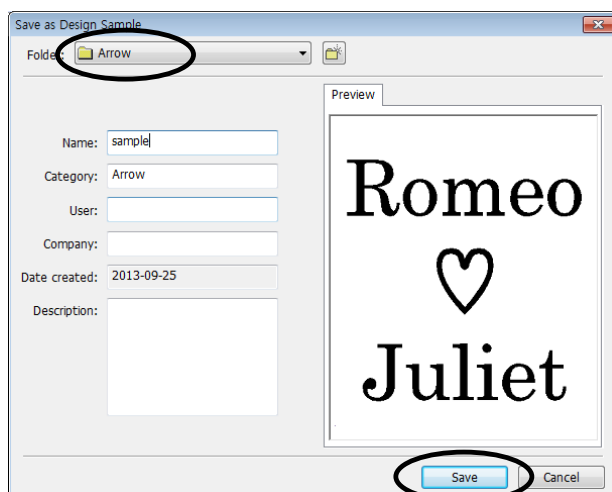 Save as Design Sample
Folder: Arrow
Preview
Name: sample
Category: Arrow
User:
Company:
Date created: 2013-09-25
Description:
Romeo
♡
Juliet
Save Cancel